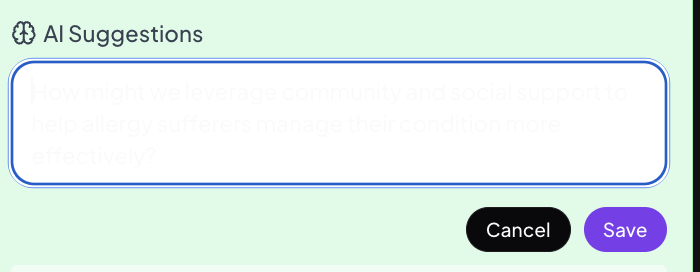 AI Suggestions
How might we leverage community and social support to
help allergy sufferers manage their condition more
effectively?
Cancel
Save